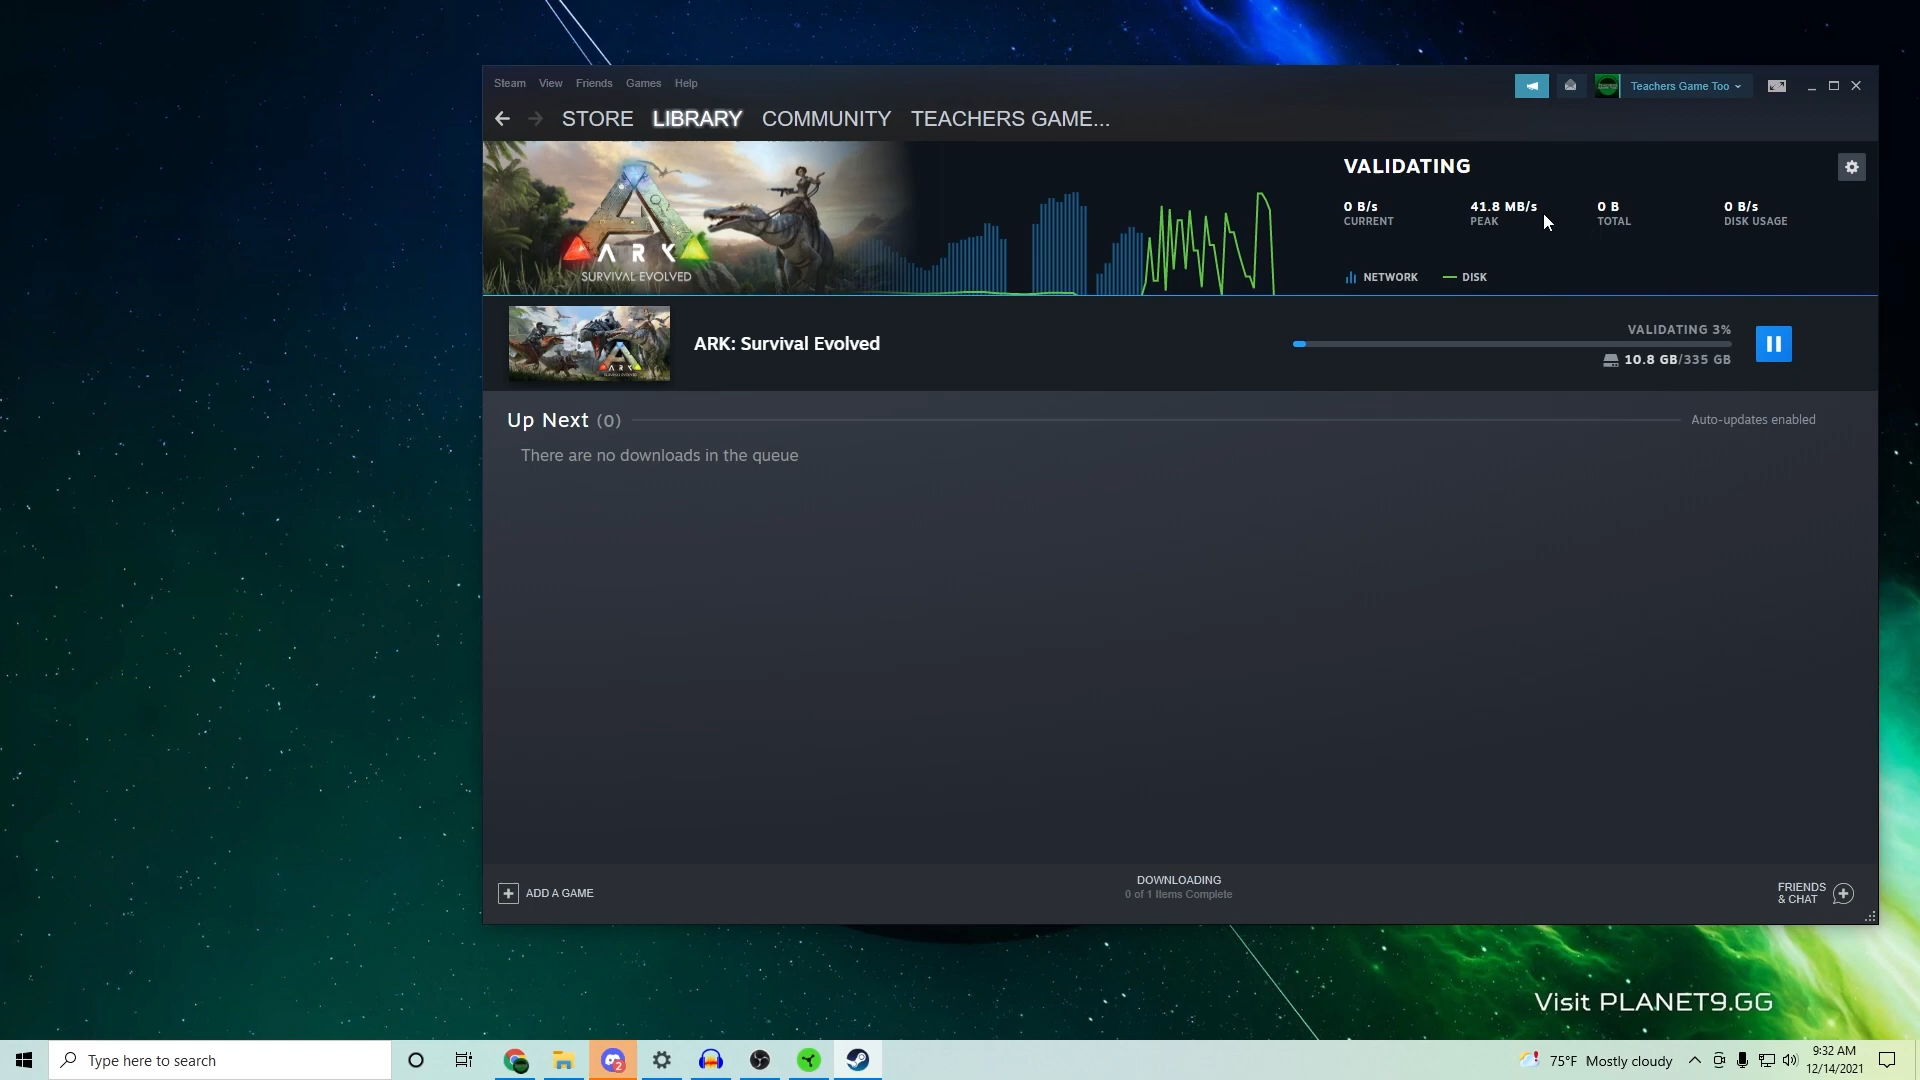 Steam View Friends Games Help
Teachers Game Too
STORE LIBRARY COMMUNITY TEACHERS GAME...
ARK
SURVIVAL EVOLVED
VALIDATING
0 B/s 41.8 MB/s 0 B 0 B/s
CURRENT PEAK TOTAL DISK USAGE
NETWORK DISK
ARK
ARK: Survival Evolved
VALIDATING 3%
10.8 GB/335 GB
Up Next (0)
Auto-updates enabled
There are no downloads in the queue
ADD A GAME
DOWNLOADING
0 of 1 Items Complete
FRIENDS
& CHAT
Visit PLANET9.GG
Type here to search
2
75°F Mostly cloudy
9:32 AM
12/14/2021